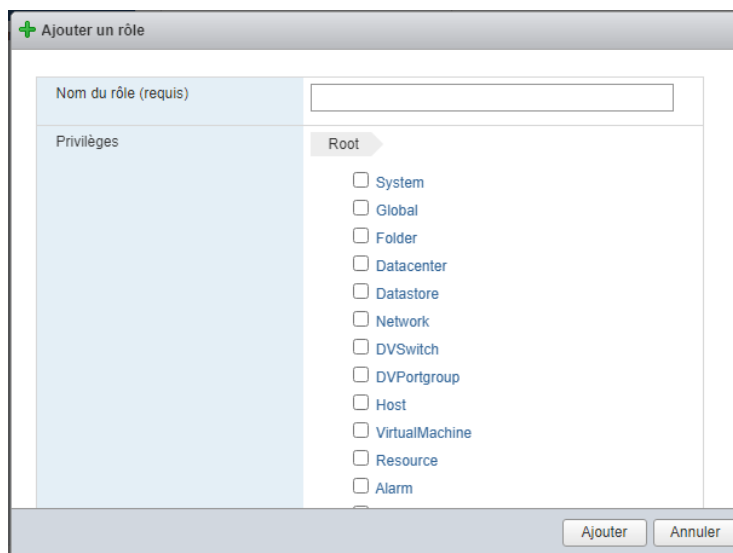 Ajouter un rôle
Nom du rôle (requis)
Privilèges
Root
System
Global
Folder
Datacenter
Datastore
Network
DVSwitch
DVPortgroup
Host
VirtualMachine
Resource
Alarm
Ajouter
Annuler